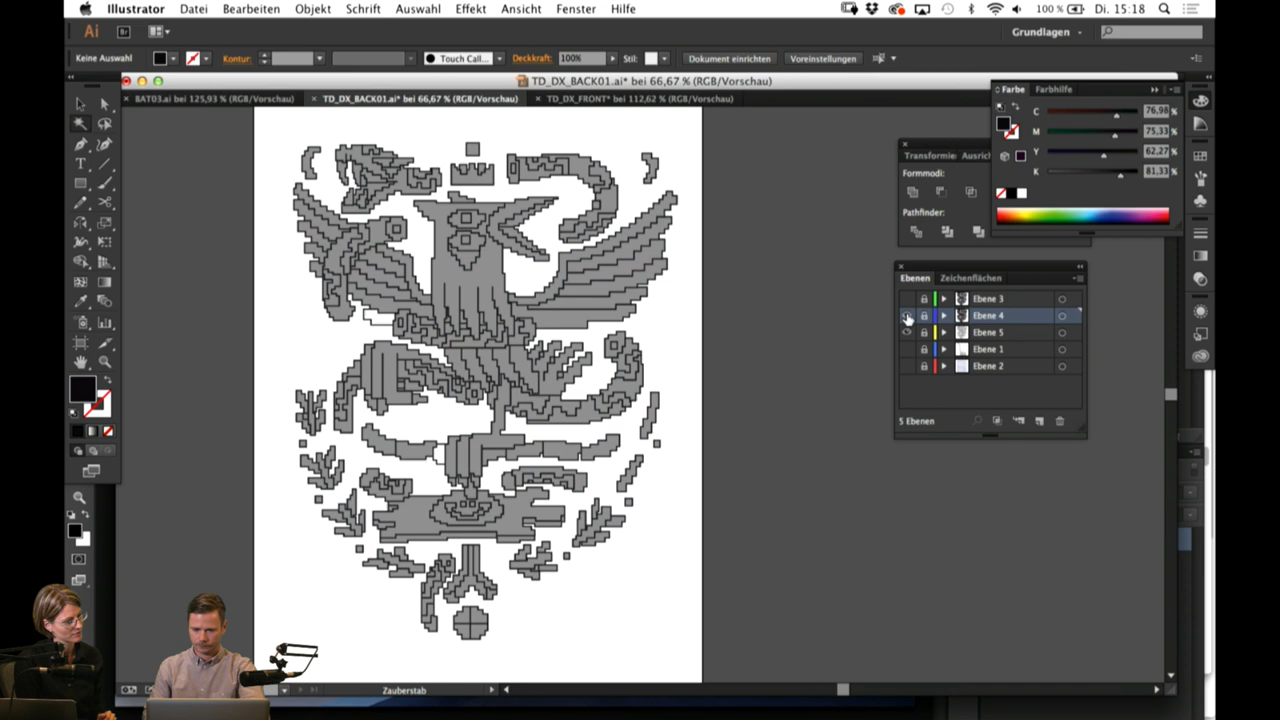 Illustrator Datei Bearbeiten Objekt Schrift Auswahl Effekt Ansicht Fenster Hilfe 100 % Di. 15:18
Ai Br Grundlagen
Keine Auswahl Kontur: Touch Call... Deckkraft: 100% Stil: Dokument einrichten Voreinstellungen
TD_DX_BACK01.ai* bei 66,67 % (RGB/Vorschau)
BAT03.ai bei 125,93 % (RGB/Vorschau) TD_DX_BACK01.ai* bei 66,67 % (RGB/Vorschau) TD_DX_FRONT* bei 112,62 % (RGB/Vorschau)
Farbe Farbhilfe
C 76,98 %
M 75,33 %
Y 62,27 %
K 81,33 %
Transformie Ausrich
Formmodi:
Pathfinder:
Ebenen Zeichenflächen
Ebene 3
Ebene 4
Ebene 5
Ebene 1
Ebene 2
5 Ebenen
Zauberstab